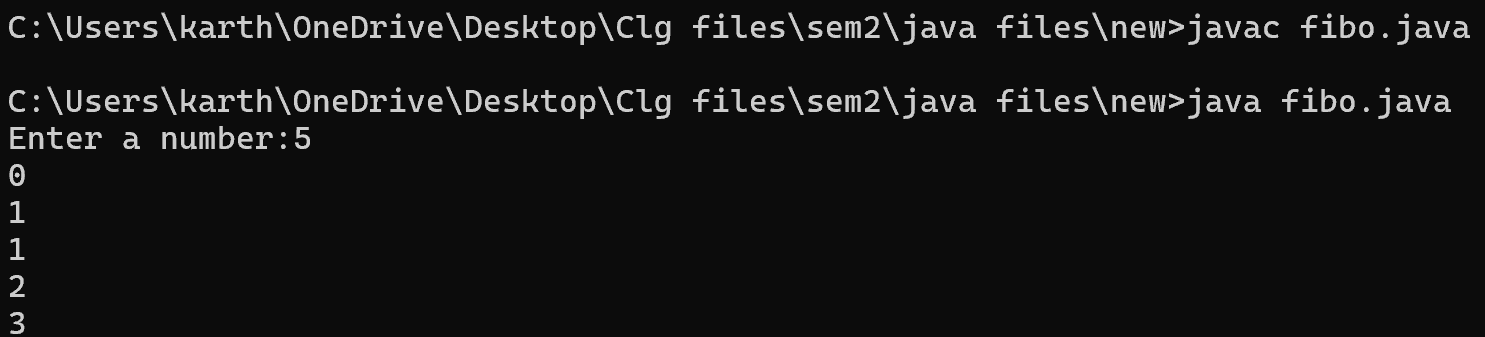 C:\Users\karth\OneDrive\Desktop\Clg files\sem2\java files\new>javac fibo.java
C:\Users\karth\OneDrive\Desktop\Clg files\sem2\java files\new>java fibo.java
Enter a number:5
0
1
1
2
3